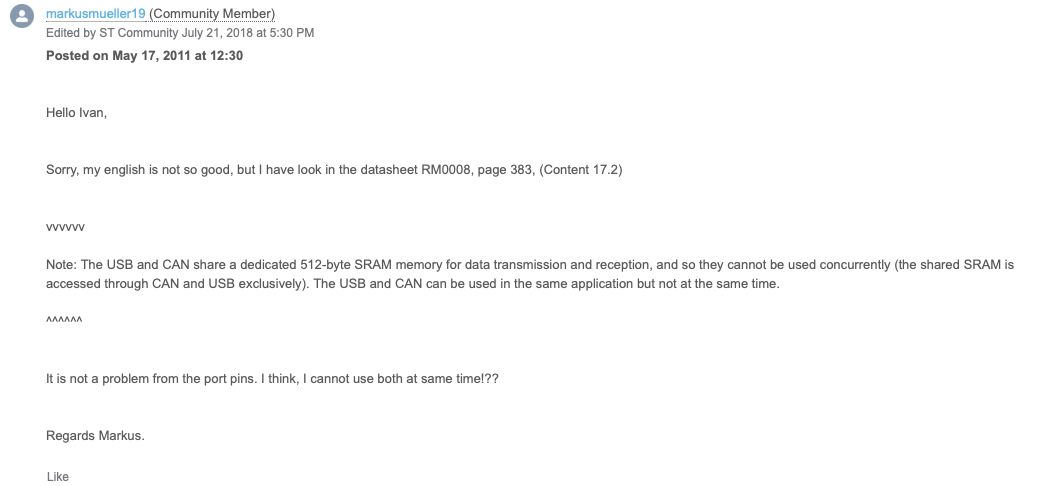 markusmueller19 (Community Member)
Edited by ST Community July 21, 2018 at 5:30 PM
Posted on May 17, 2011 at 12:30
Hello Ivan,
Sorry, my english is not so good, but I have look in the datasheet RM0008, page 383, (Content 17.2)
vvvvvv
Note: The USB and CAN share a dedicated 512-byte SRAM memory for data transmission and reception, and so they cannot be used concurrently (the shared SRAM is
accessed through CAN and USB exclusively). The USB and CAN can be used in the same application but not at the same time.
^^^^^^
It is not a problem from the port pins. I think, I cannot use both at same time!??
Regards Markus.
Like